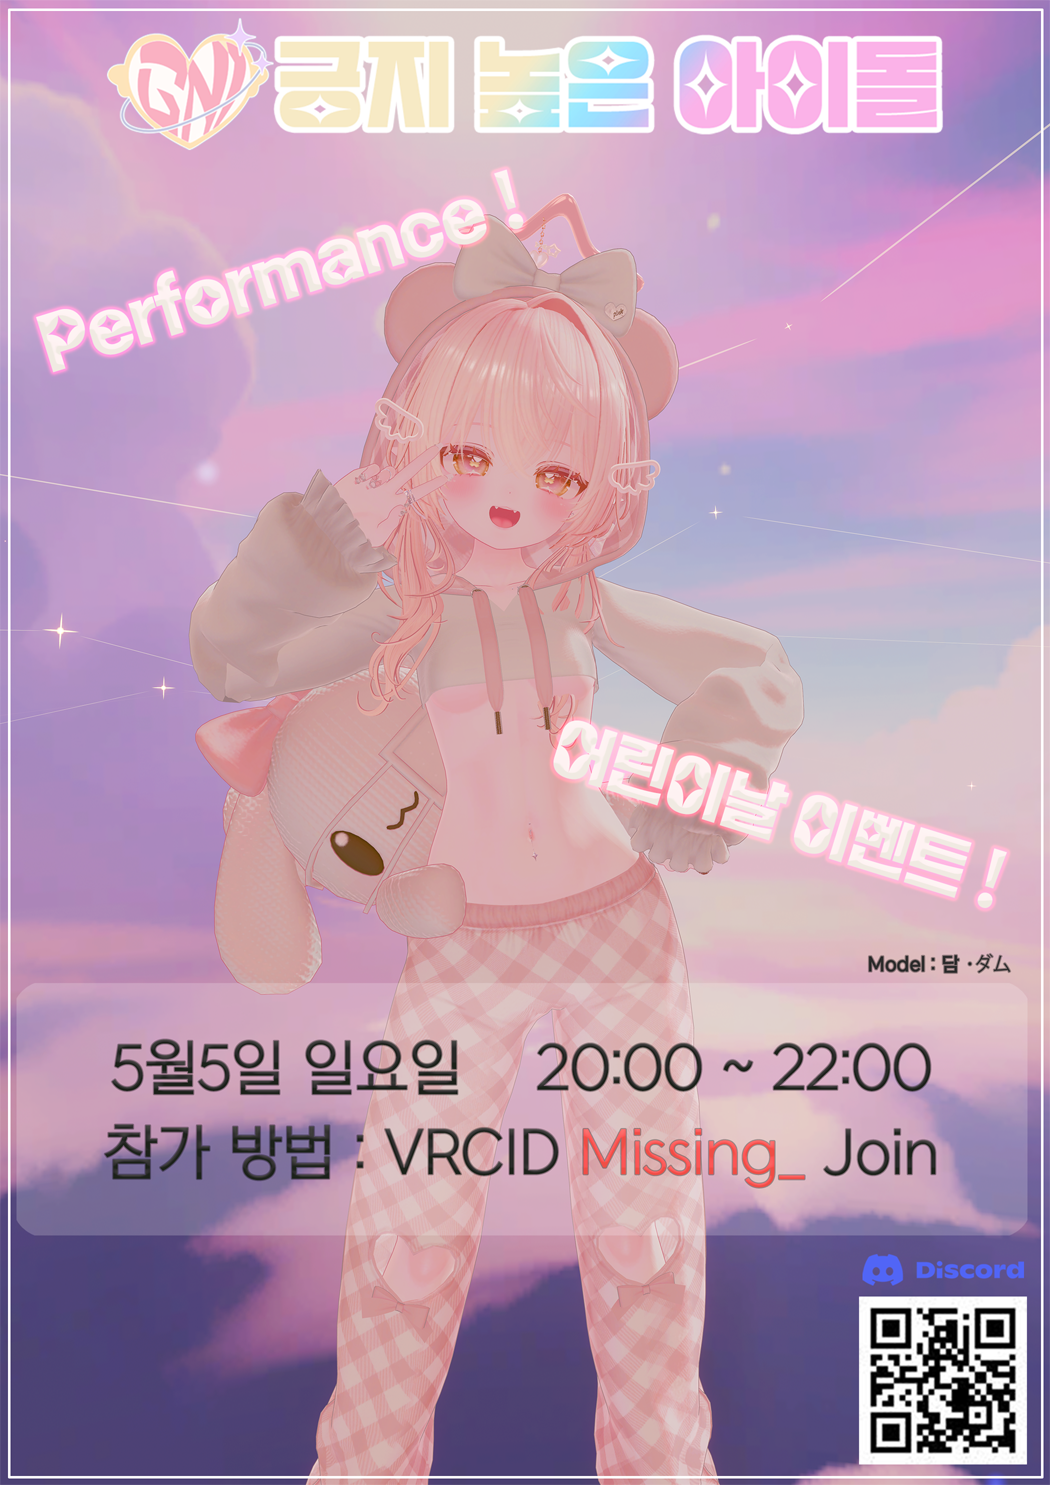 GNI 긍지 높은 아이돌
Performance !
어린이날 이벤트 !
Model : 담 · ダム
5월5일 일요일 20:00 ~ 22:00
참가 방법 : VRCID Missing_ Join
Discord